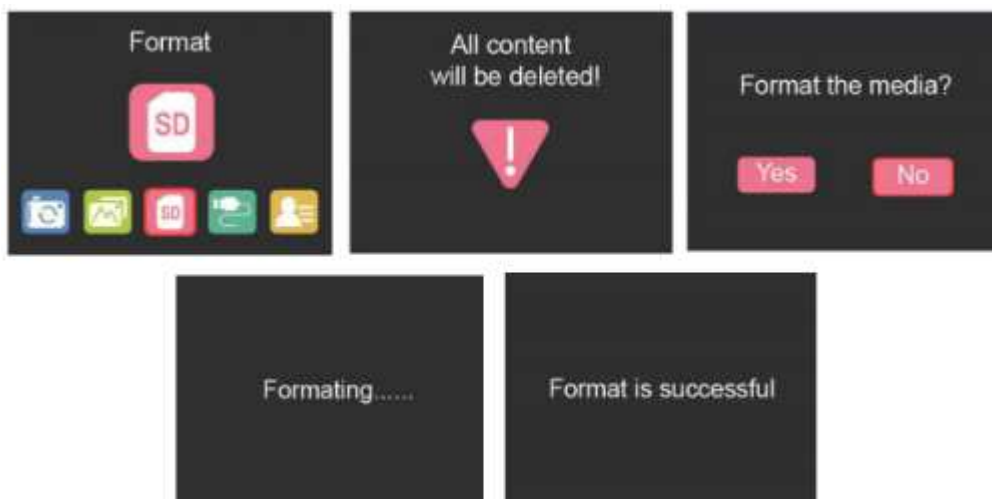 Format
SD
SD
All content
will be deleted!
!
Format the media?
Yes
No
Formating......
Format is successful